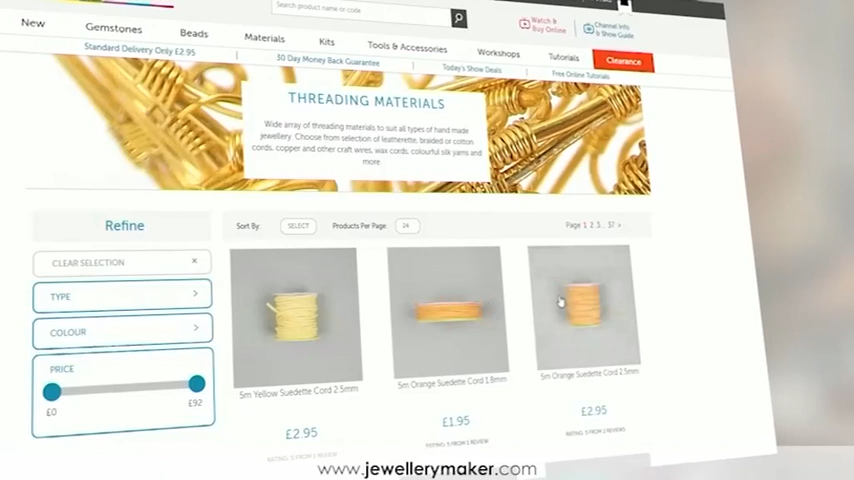 Search product name or code
Watch & Buy Online
Channel Info & Show Guide
New Gemstones Beads Materials Kits Tools & Accessories Workshops Tutorials Clearance
Standard Delivery Only £2.95 | 30 Day Money Back Guarantee | Today's Show Deals | Free Online Tutorials
THREADING MATERIALS
Wide array of threading materials to suit all types of hand made
jewellery. Choose from selection of leatherette, braided or cotton
cords, copper and other craft wires, wax cords, colourful silk yarns and
more.
Refine
Sort By: SELECT Products Per Page: 24 Page 1 2 3... 37 >
CLEAR SELECTION ×
TYPE >
COLOUR >
PRICE
£0 £92
5m Yellow Suedette Cord 2.5mm
£2.95
RATING: 5 FROM 1 REVIEW
5m Orange Suedette Cord 1.8mm
£1.95
RATING: 5 FROM 1 REVIEW
5m Orange Suedette Cord 2.5mm
£2.95
RATING: 5 FROM 2 REVIEWS
www.jewellerymaker.com